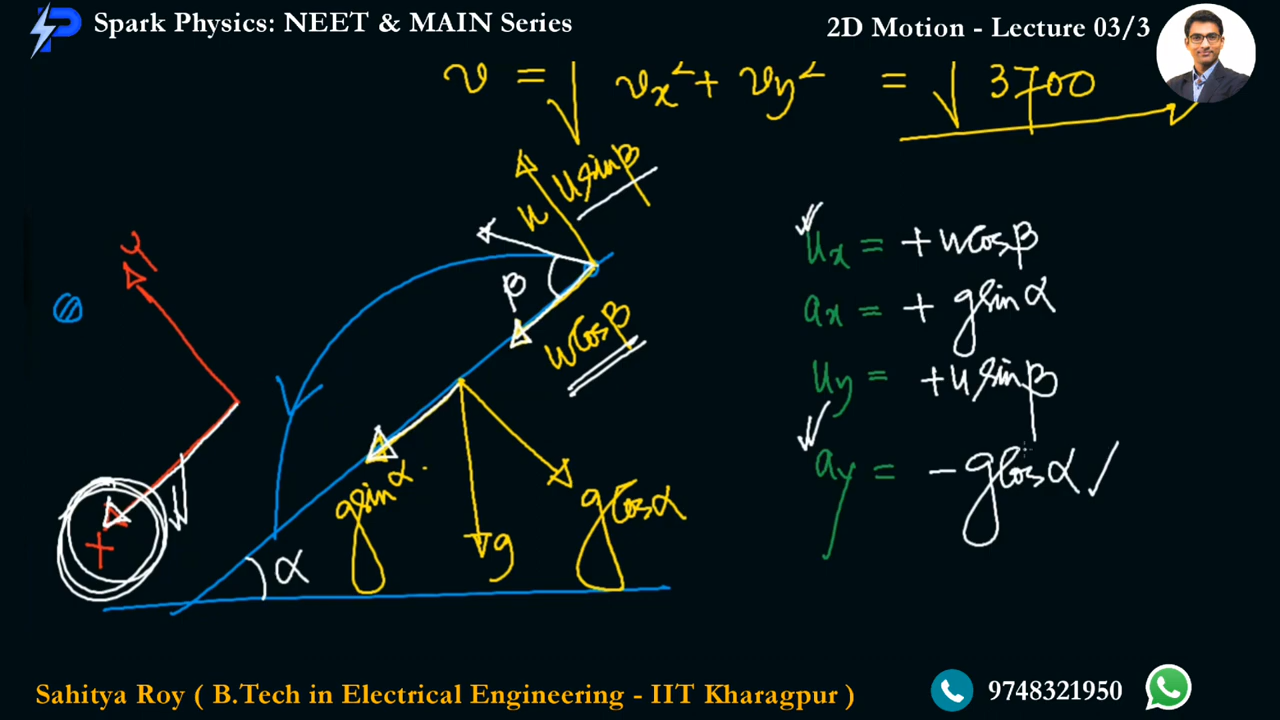 Spark Physics: NEET & MAIN Series
2D Motion - Lecture 03/3
v = √ vx² + vy² = √ 3700
u sinβ
u
β
u cosβ
y
x
g sinα
g
g cosα
α
ux = + u cosβ
ax = + g sinα
uy = + u sinβ
ay = - g cosα ✓
Sahitya Roy ( B.Tech in Electrical Engineering - IIT Kharagpur )
9748321950